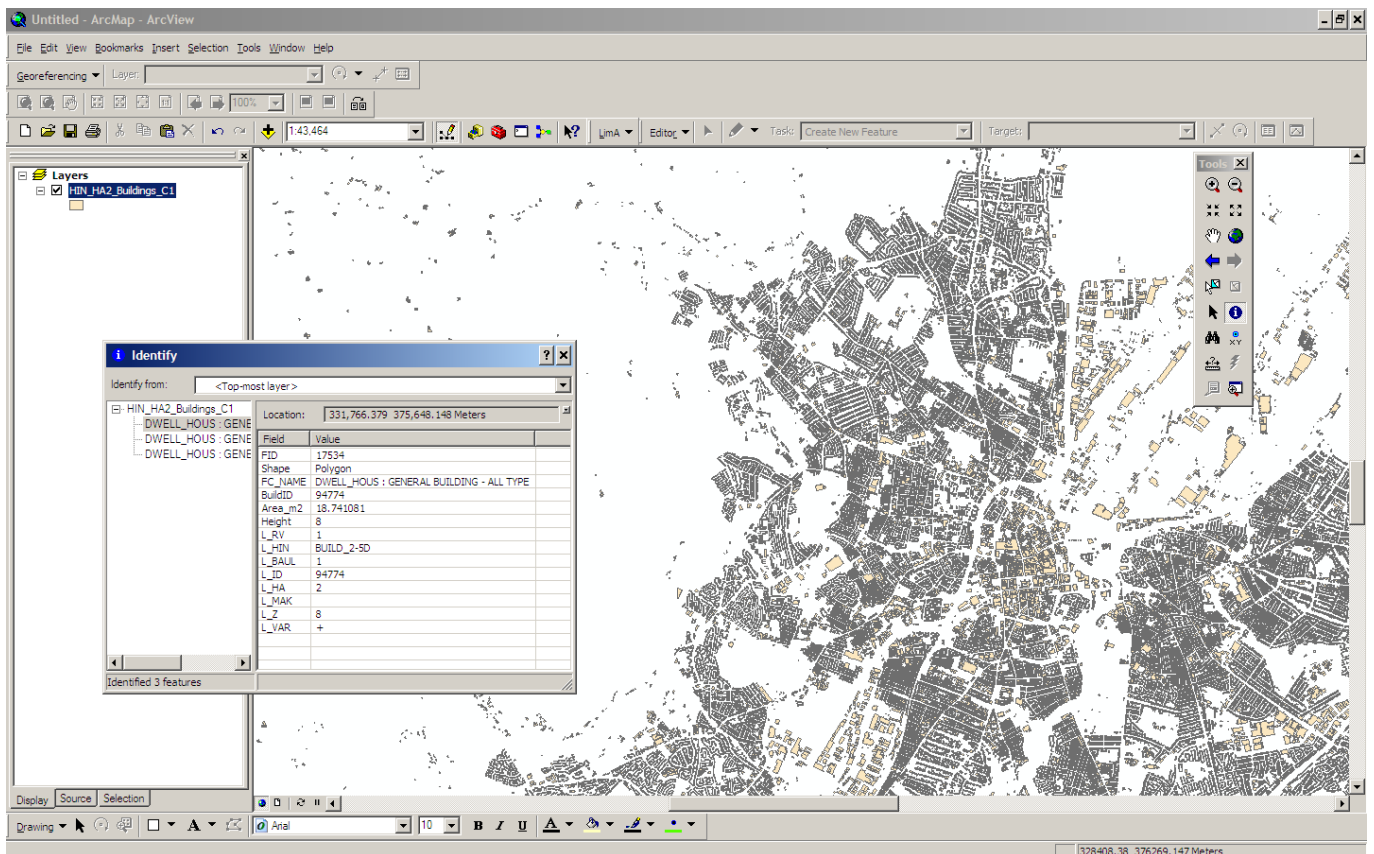 Untitled - ArcMap - ArcView
File Edit View Bookmarks Insert Selection Tools Window Help
Georeferencing Layer:
100%
1:43,464 LimA Editor Task: Create New Feature Target:
Layers
HIN_HA2_Buildings_C1
Tools
XY
Identify
Identify from: <Top-most layer>
HIN_HA2_Buildings_C1
DWELL_HOUS : GENE
DWELL_HOUS : GENE
DWELL_HOUS : GENE
Location: 331,766.379 375,648.148 Meters
Field Value
FID 17534
Shape Polygon
FC_NAME DWELL_HOUS : GENERAL BUILDING - ALL TYPE
BuildID 94774
Area_m2 18.741081
Height 8
L_RV 1
L_HIN BUILD_2-5D
L_BAUL 1
L_ID 94774
L_HA 2
L_MAK
L_Z 8
L_VAR +
Identified 3 features
Display Source Selection
Drawing A Arial 10 B I U A
328408.38 376269.147 Meters